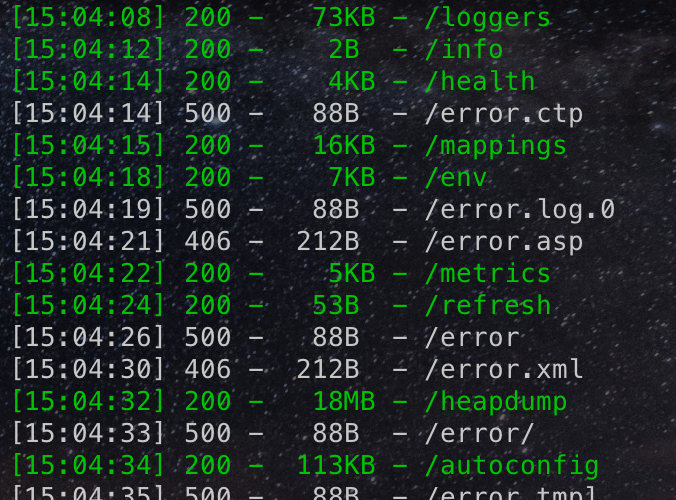 [15:04:08] 200 -   73KB - /loggers
[15:04:12] 200 -    2B  - /info
[15:04:14] 200 -    4KB - /health
[15:04:14] 500 -   88B  - /error.ctp
[15:04:15] 200 -   16KB - /mappings
[15:04:18] 200 -    7KB - /env
[15:04:19] 500 -   88B  - /error.log.0
[15:04:21] 406 -  212B  - /error.asp
[15:04:22] 200 -    5KB - /metrics
[15:04:24] 200 -   53B  - /refresh
[15:04:26] 500 -   88B  - /error
[15:04:30] 406 -  212B  - /error.xml
[15:04:32] 200 -   18MB - /heapdump
[15:04:33] 500 -   88B  - /error/
[15:04:34] 200 -  113KB - /autoconfig
[15:04:35] 500 -   88B  - /error.tmpl